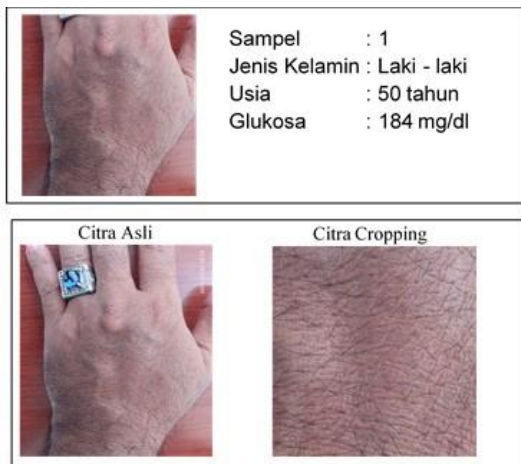 Sampel : 1
Jenis Kelamin : Laki - laki
Usia : 50 tahun
Glukosa : 184 mg/dl
Citra Asli
Citra Cropping